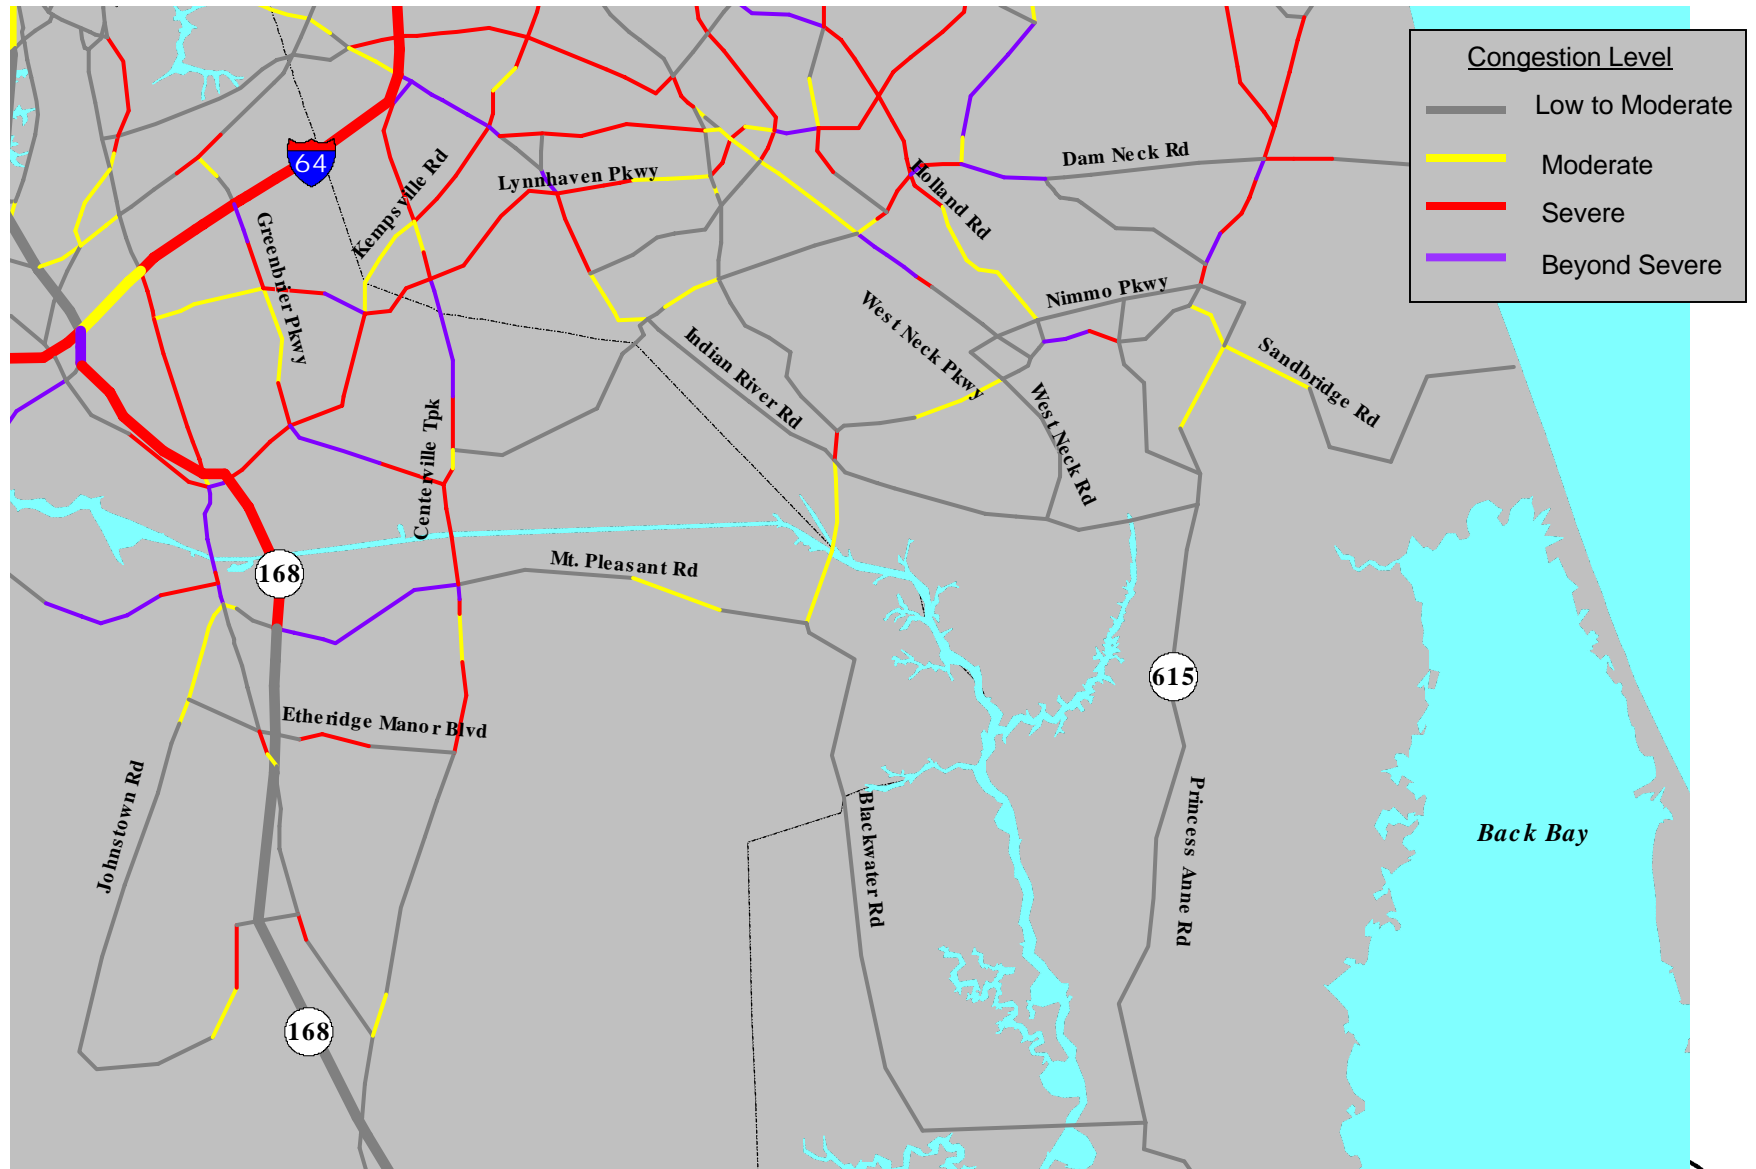 Congestion Level
Low to Moderate
Moderate
Severe
Beyond Severe
64
Kempsville Rd
Lynnhaven Pkwy
Dam Neck Rd
Holland Rd
Greenbrier Pkwy
Nimmo Pkwy
West Neck Pkwy
Indian River Rd
Sandbridge Rd
West Neck Rd
Centerville Tpk
Mt. Pleasant Rd
168
615
Etheridge Manor Blvd
Johnstown Rd
Blackwater Rd
Princess Anne Rd
Back Bay
168